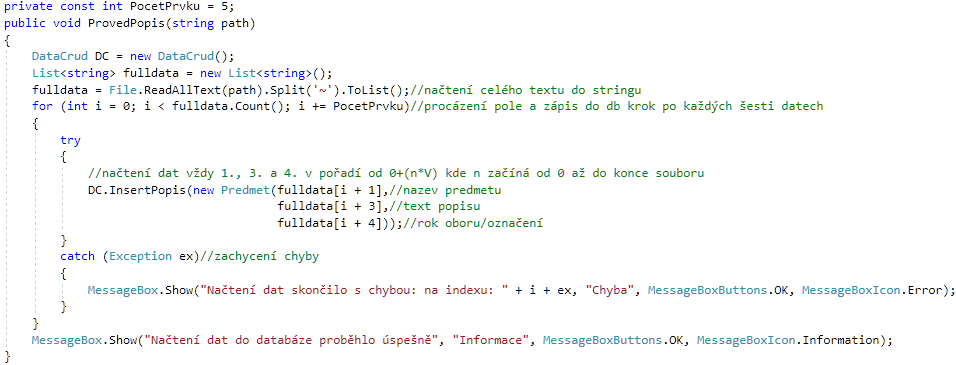 private const int PocetPrvku = 5;
public void ProvedPopis(string path)
{
    DataCrud DC = new DataCrud();
    List<string> fulldata = new List<string>();
    fulldata = File.ReadAllText(path).Split('~').ToList();//načtení celého textu do stringu
    for (int i = 0; i < fulldata.Count(); i += PocetPrvku)//procázení pole a zápis do db krok po každých šesti datech
    {
        try
        {
            //načtení dat vždy 1., 3. a 4. v pořadí od 0+(n*V) kde n začíná od 0 až do konce souboru
            DC.InsertPopis(new Predmet(fulldata[i + 1],//nazev predmetu
                                       fulldata[i + 3],//text popisu
                                       fulldata[i + 4]));//rok oboru/označení
        }
        catch (Exception ex)//zachycení chyby
        {
            MessageBox.Show("Načtení dat skončilo s chybou: na indexu: " + i + ex, "Chyba", MessageBoxButtons.OK, MessageBoxIcon.Error);
        }
    }
    MessageBox.Show("Načtení dat do databáze proběhlo úspešně", "Informace", MessageBoxButtons.OK, MessageBoxIcon.Information);
}